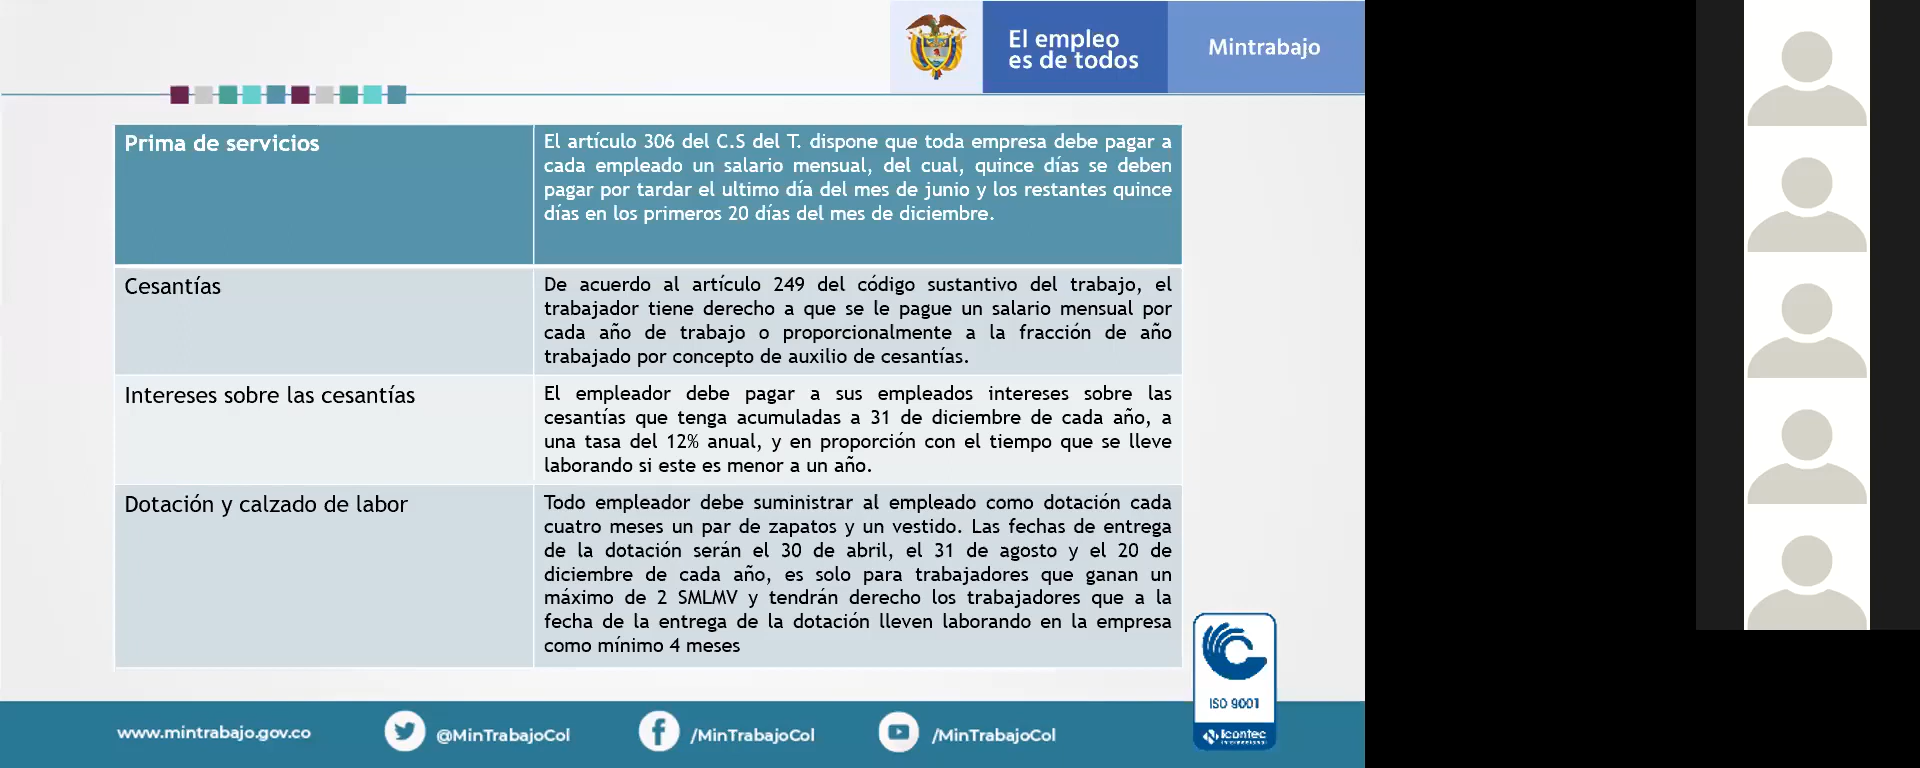 El empleo
es de todos
Mintrabajo
Prima de servicios
El artículo 306 del C.S del T. dispone que toda empresa debe pagar a
cada empleado un salario mensual, del cual, quince días se deben
pagar por tardar el ultimo día del mes de junio y los restantes quince
días en los primeros 20 días del mes de diciembre.
Cesantías
De acuerdo al artículo 249 del código sustantivo del trabajo, el
trabajador tiene derecho a que se le pague un salario mensual por
cada año de trabajo o proporcionalmente a la fracción de año
trabajado por concepto de auxilio de cesantías.
Intereses sobre las cesantías
El empleador debe pagar a sus empleados intereses sobre las
cesantías que tenga acumuladas a 31 de diciembre de cada año, a
una tasa del 12% anual, y en proporción con el tiempo que se lleve
laborando si este es menor a un año.
Dotación y calzado de labor
Todo empleador debe suministrar al empleado como dotación cada
cuatro meses un par de zapatos y un vestido. Las fechas de entrega
de la dotación serán el 30 de abril, el 31 de agosto y el 20 de
diciembre de cada año, es solo para trabajadores que ganan un
máximo de 2 SMLMV y tendrán derecho los trabajadores que a la
fecha de la entrega de la dotación lleven laborando en la empresa
como mínimo 4 meses
ISO 9001
icontec
internacional
www.mintrabajo.gov.co
@MinTrabajoCol
/MinTrabajoCol
/MinTrabajoCol